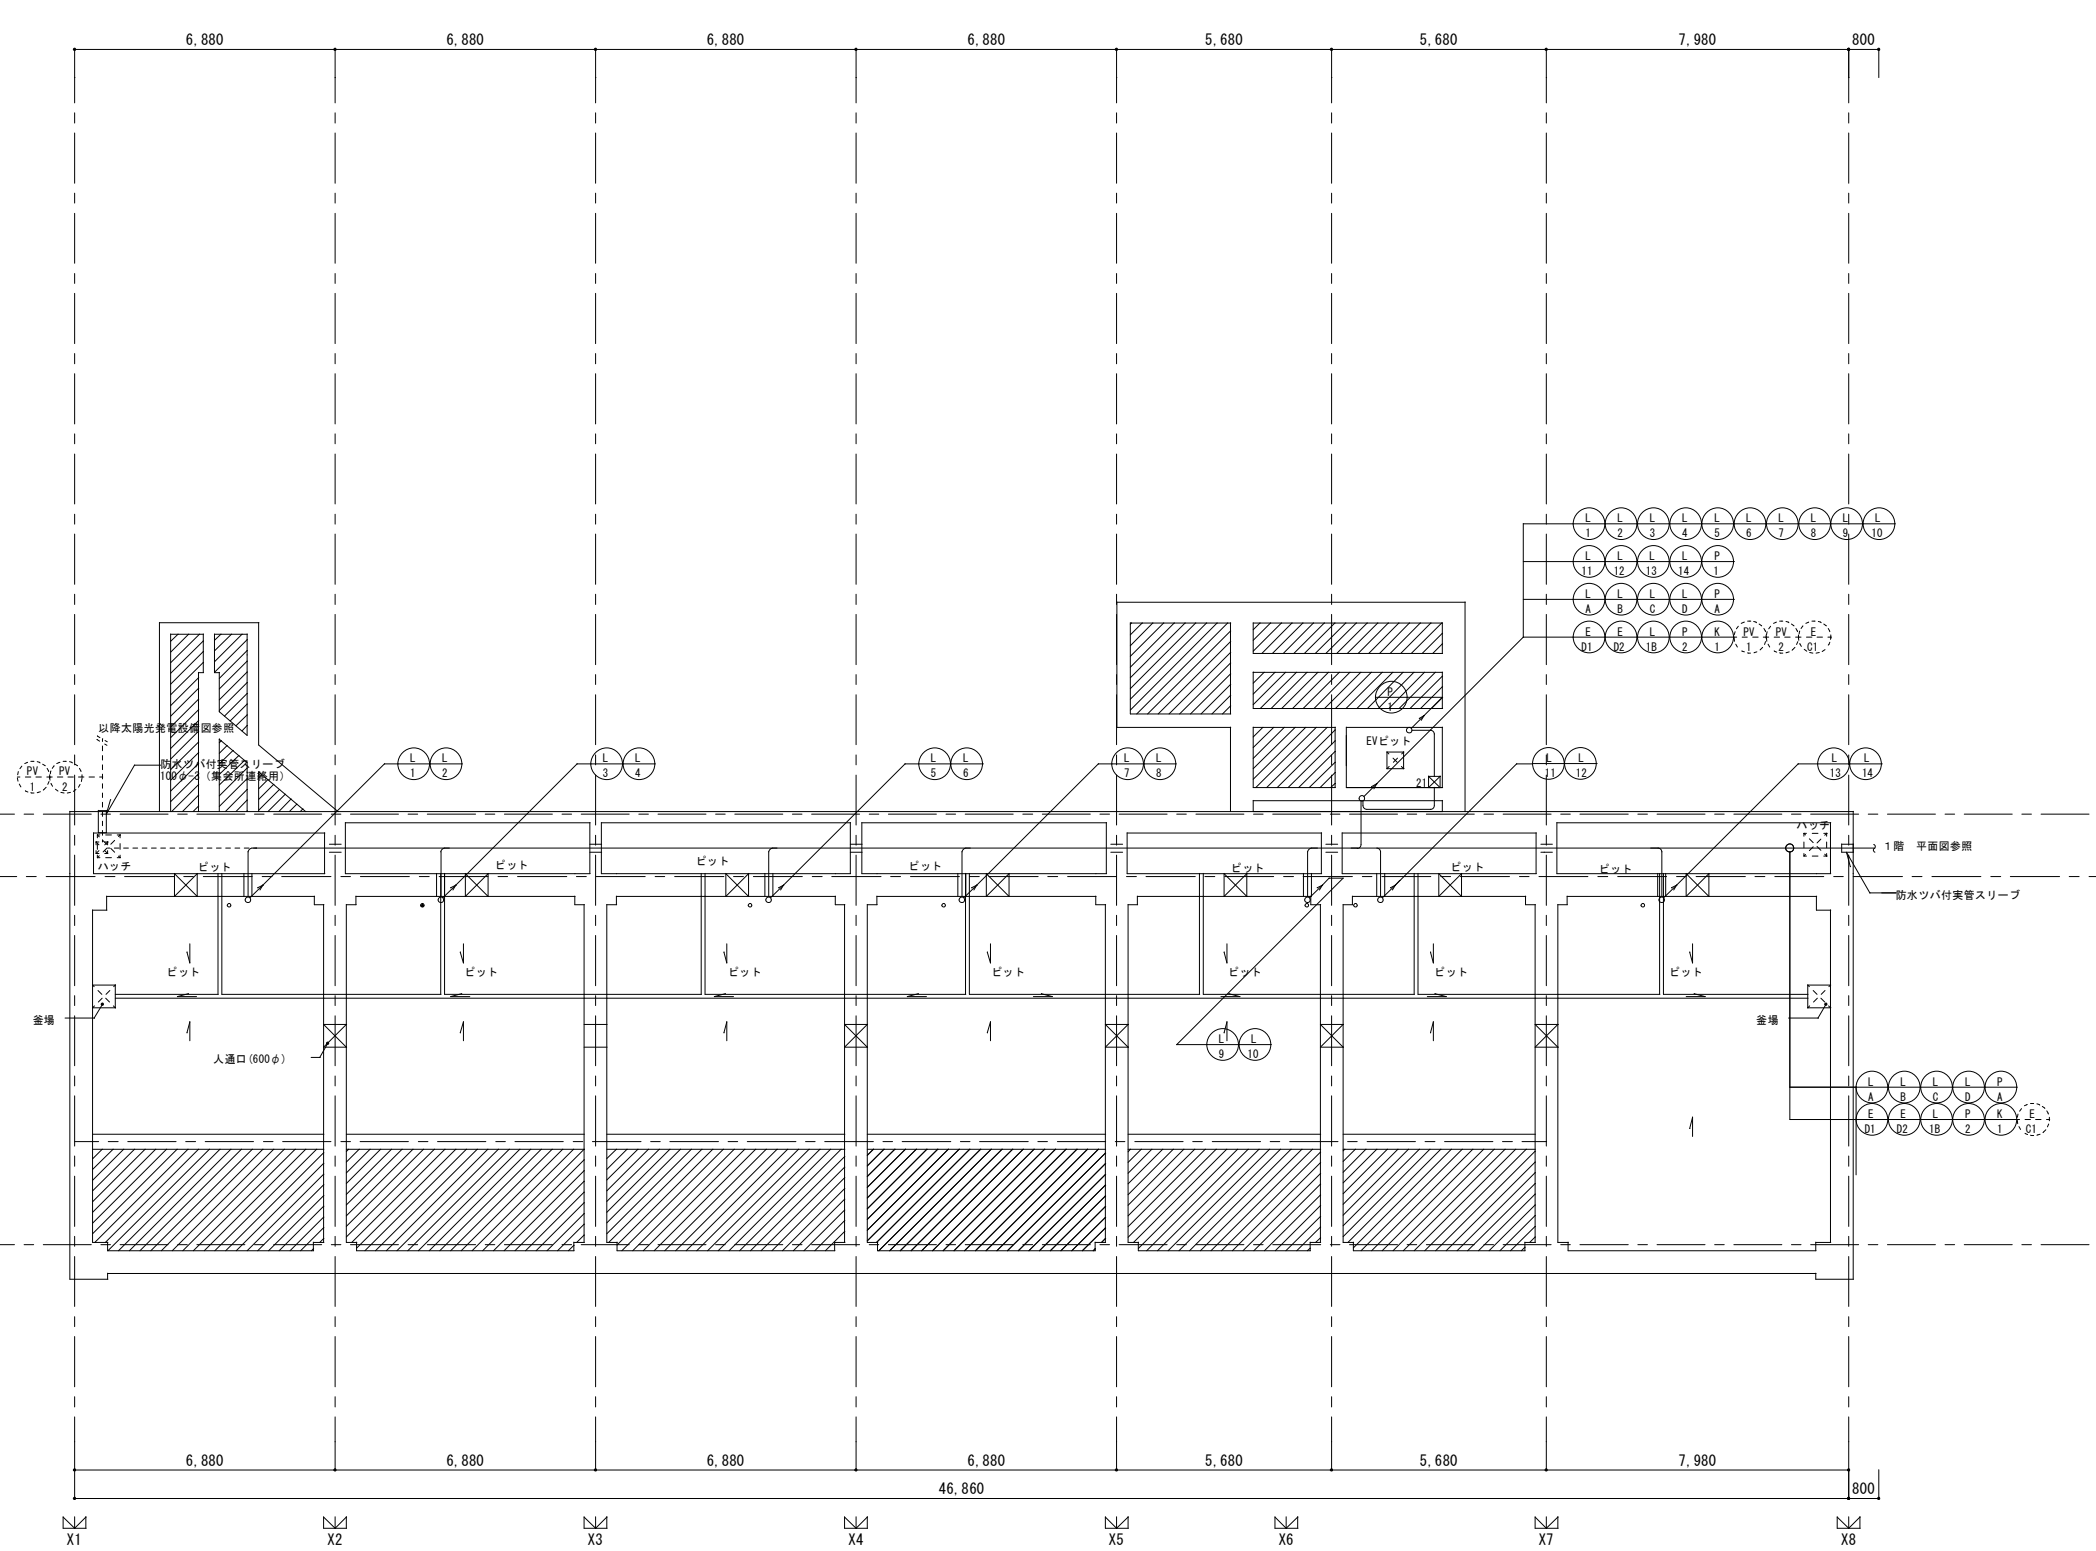 6,880 6,880 6,880 6,880 5,680 5,680 7,980 800
L 1 L 2 L 3 L 4 L 5 L 6 L 7 L 8 L 9 L 10
L 11 L 12 L 13 L 14 P 1
L A L B L C L D P A
E D1 E D2 L 1B P 2 K 1 PV 1 PV 2 E C1
P 1
以降太陽光発電設備図参照
EVピット
防水ツバ付実管スリーブ
100φ-3（集会所連絡用）
PV 1 PV 2
L 1 L 2
L 3 L 4
L 5 L 6
L 7 L 8
L 11 L 12
L 13 L 14
21
ハッチ
ハッチ
1階 平面図参照
ピット ピット ピット ピット ピット ピット ピット
防水ツバ付実管スリーブ
ピット ピット ピット ピット ピット ピット ピット
釜場
釜場
人通口(600φ)
L 9 L 10
L A L B L C L D P A
E D1 E D2 L 1B P 2 K 1 E C1
6,880 6,880 6,880 6,880 5,680 5,680 7,980
46,860 800
X1 X2 X3 X4 X5 X6 X7 X8